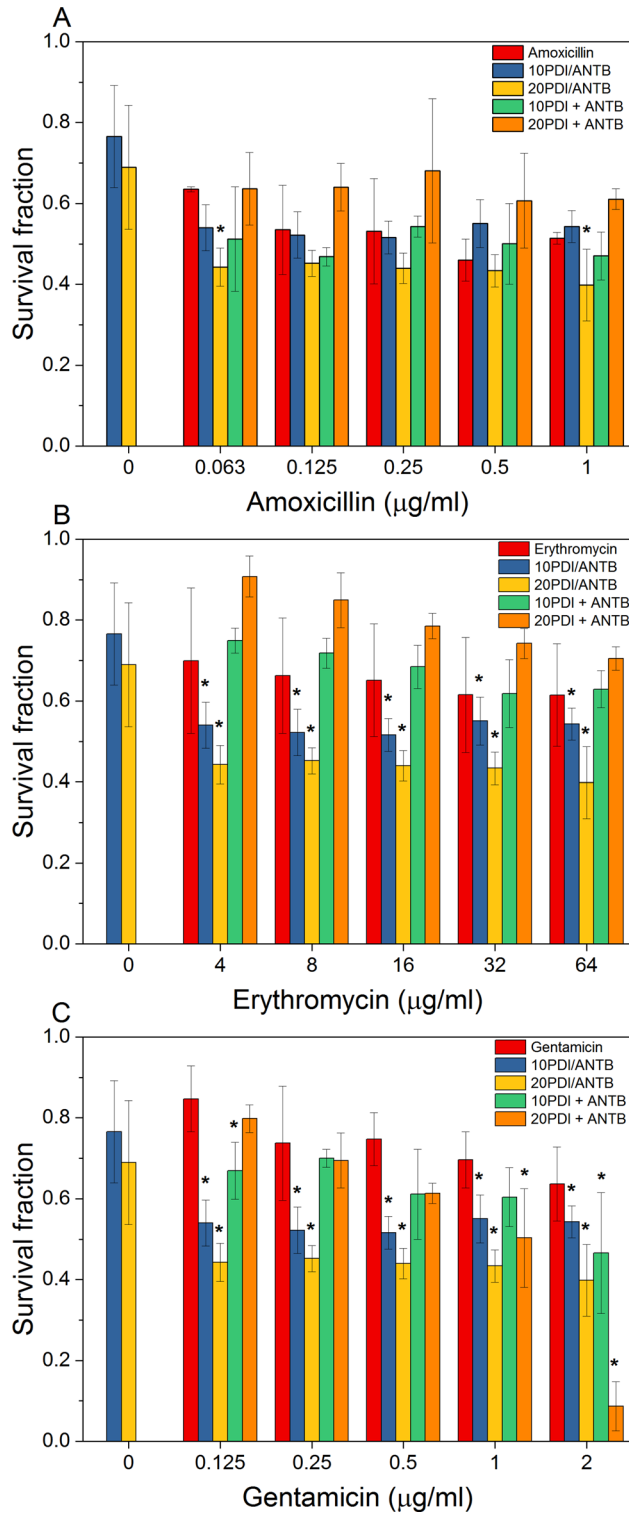 A
Survival fraction
1.0
0.8
0.6
0.4
0.2
0.0
Amoxicillin
10PDI/ANTB
20PDI/ANTB
10PDI + ANTB
20PDI + ANTB
* *
0 0.063 0.125 0.25 0.5 1
Amoxicillin (μg/ml)
B
Survival fraction
1.0
0.8
0.6
0.4
0.2
0.0
Erythromycin
10PDI/ANTB
20PDI/ANTB
10PDI + ANTB
20PDI + ANTB
* * * * *
* * * * *
0 4 8 16 32 64
Erythromycin (μg/ml)
C
Survival fraction
1.0
0.8
0.6
0.4
0.2
0.0
Gentamicin
10PDI/ANTB
20PDI/ANTB
10PDI + ANTB
20PDI + ANTB
* * * * * * * *
* * * * *
*
0 0.125 0.25 0.5 1 2
Gentamicin (μg/ml)